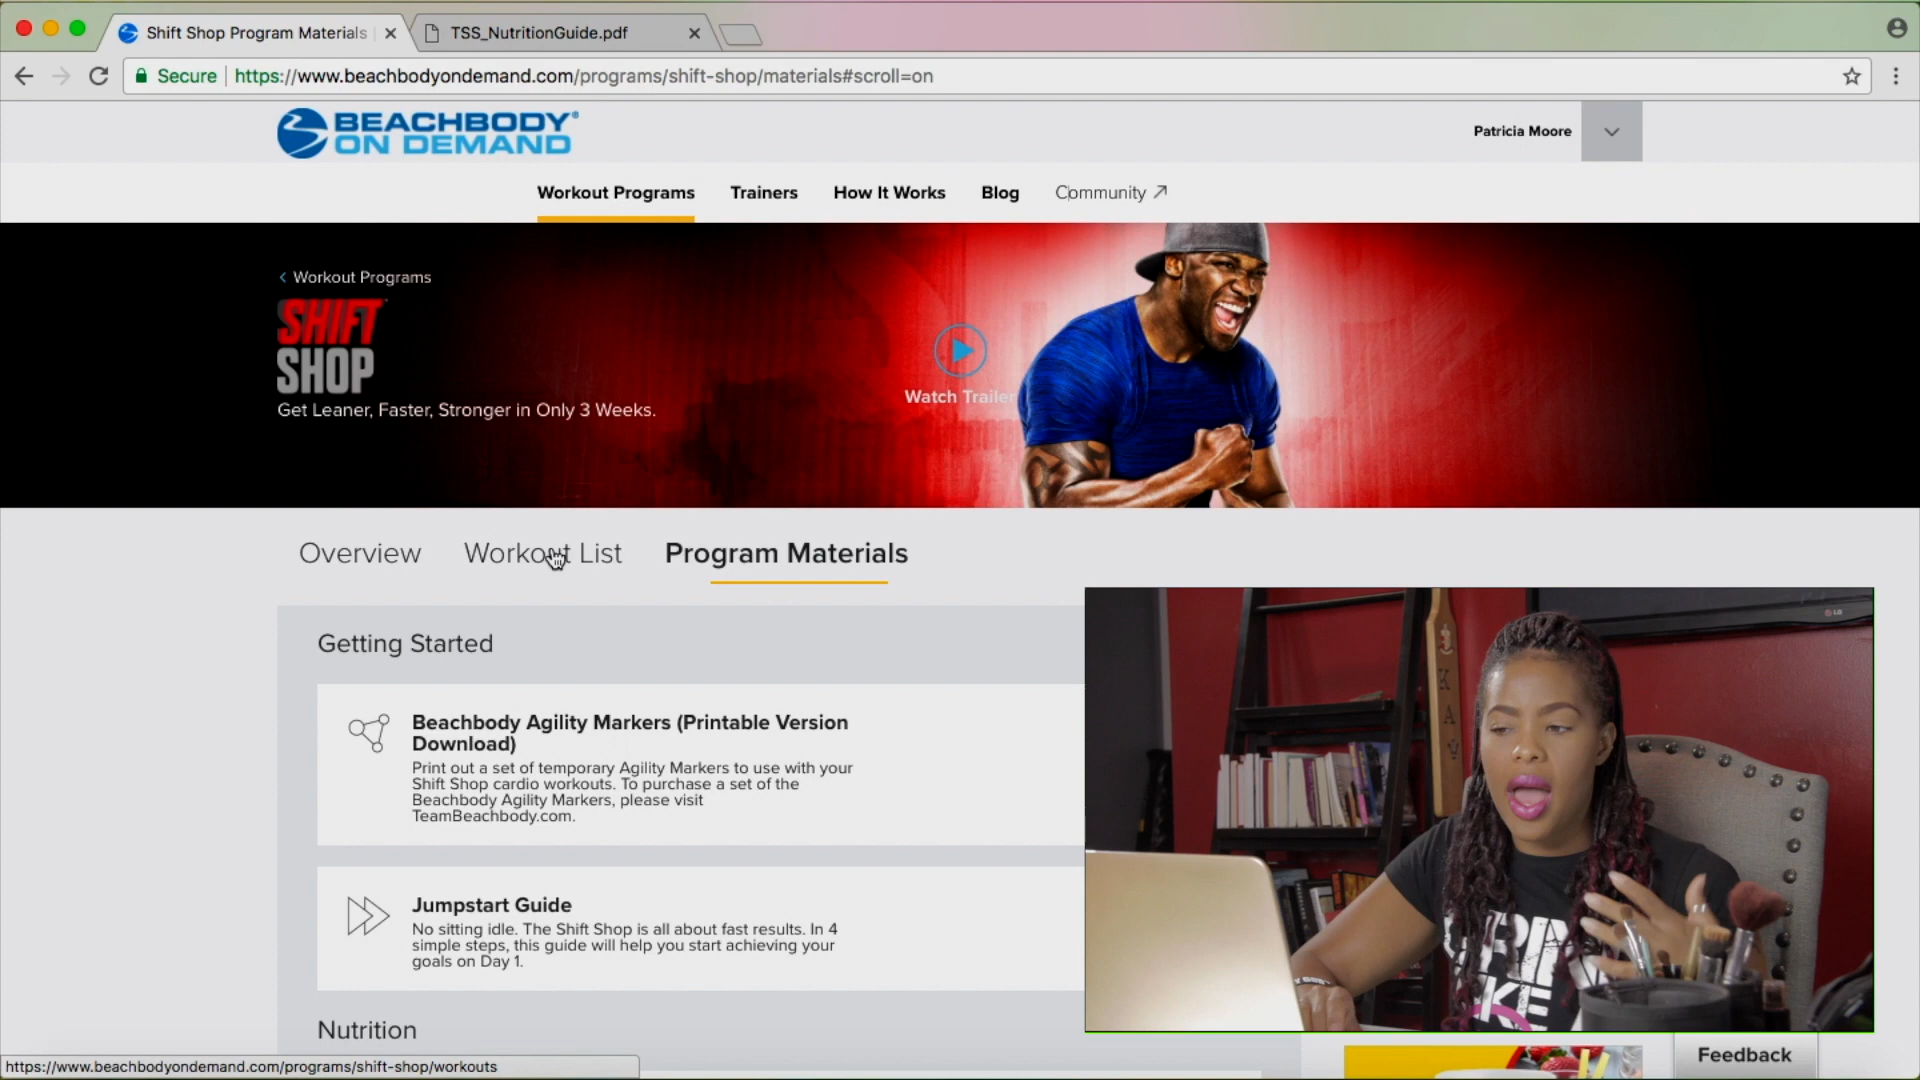 Shift Shop Program Materials
TSS_NutritionGuide.pdf
Secure
https://www.beachbodyondemand.com/programs/shift-shop/materials#scroll=on
BEACHBODY®
ON DEMAND
Patricia Moore
Workout Programs Trainers How It Works Blog Community
Workout Programs
SHIFT
SHOP
Get Leaner, Faster, Stronger in Only 3 Weeks.
Watch Trailer
Overview Workout List Program Materials
Getting Started
Beachbody Agility Markers (Printable Version
Download)
Print out a set of temporary Agility Markers to use with your
Shift Shop cardio workouts. To purchase a set of the
Beachbody Agility Markers, please visit
TeamBeachbody.com.
Jumpstart Guide
No sitting idle. The Shift Shop is all about fast results. In 4
simple steps, this guide will help you start achieving your
goals on Day 1.
Nutrition
LG
Feedback
https://www.beachbodyondemand.com/programs/shift-shop/workouts